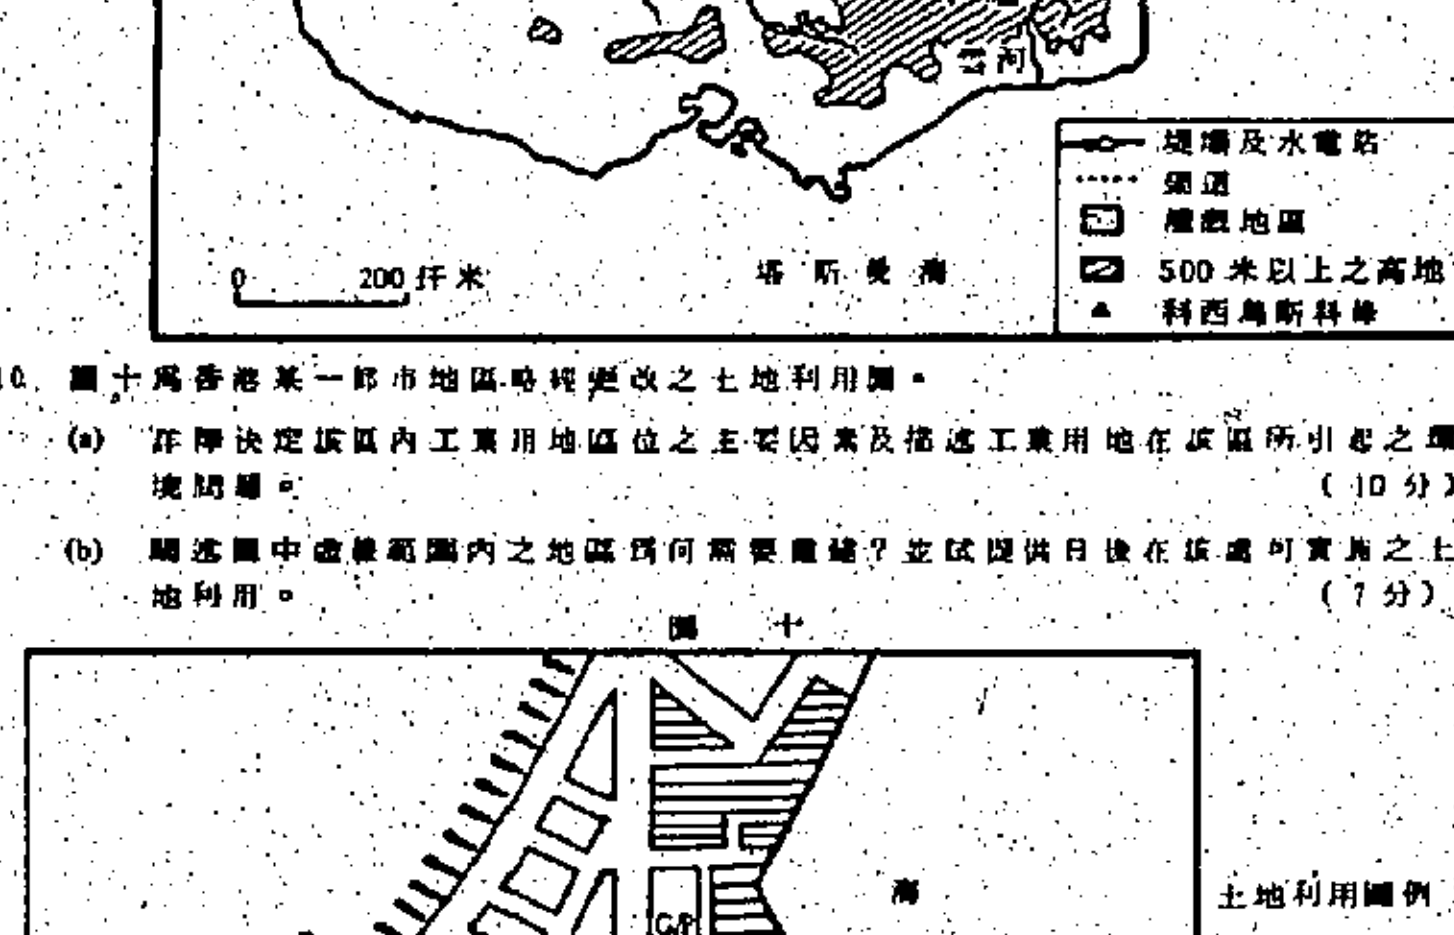 雪河
堤壩及水電站
渠道
灌溉地區
500 米以上之高地
科西阿斯科峰
0 200 仟米
塔斯曼海
10. 圖十爲香港某一都市地區略經更改之土地利用圖。
(a) 詳釋決定該區內工業用地區位之主要因素及描述工業用地在該區所引起之環
境問題。 (10 分)
(b) 闡述圖中虛線範圍內之地區爲何需要重建？並試提供日後在該處可實施之土
地利用。 (7 分)
圖 十
海
土地利用圖例
G/P